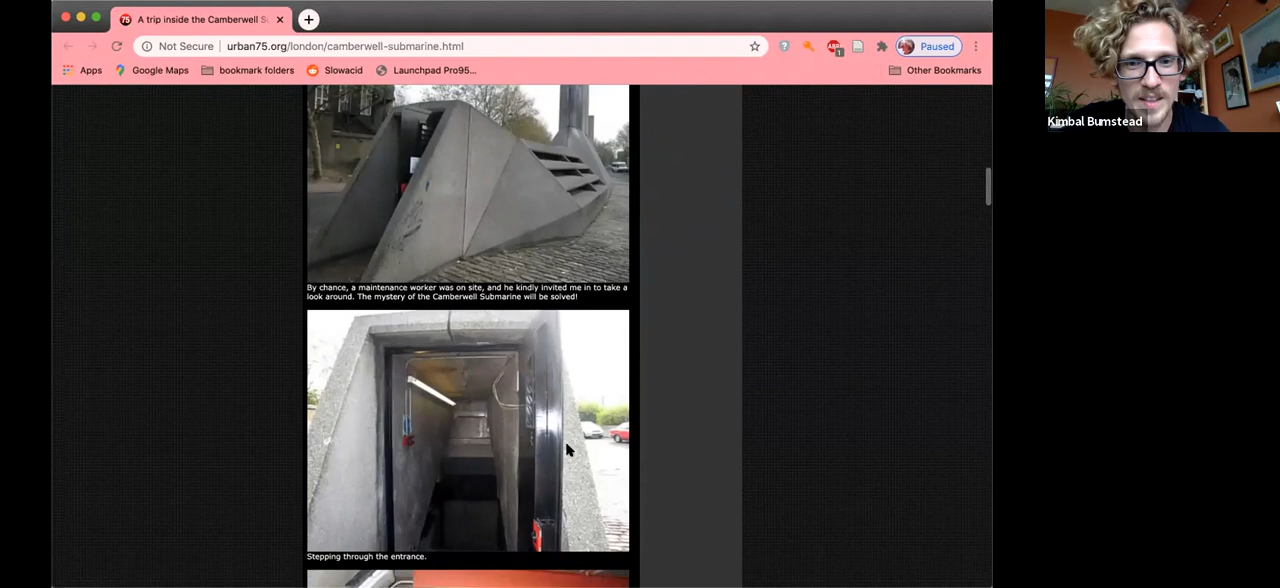 A trip inside the Camberwell Su
Not Secure
urban75.org/london/camberwell-submarine.html
Paused
Apps
Google Maps
bookmark folders
Slowacid
Launchpad Pro95...
Other Bookmarks
Kimbal Bumstead
By chance, a maintenance worker was on site, and he kindly invited me in to take a
look around. The mystery of the Camberwell Submarine will be solved!
Stepping through the entrance.